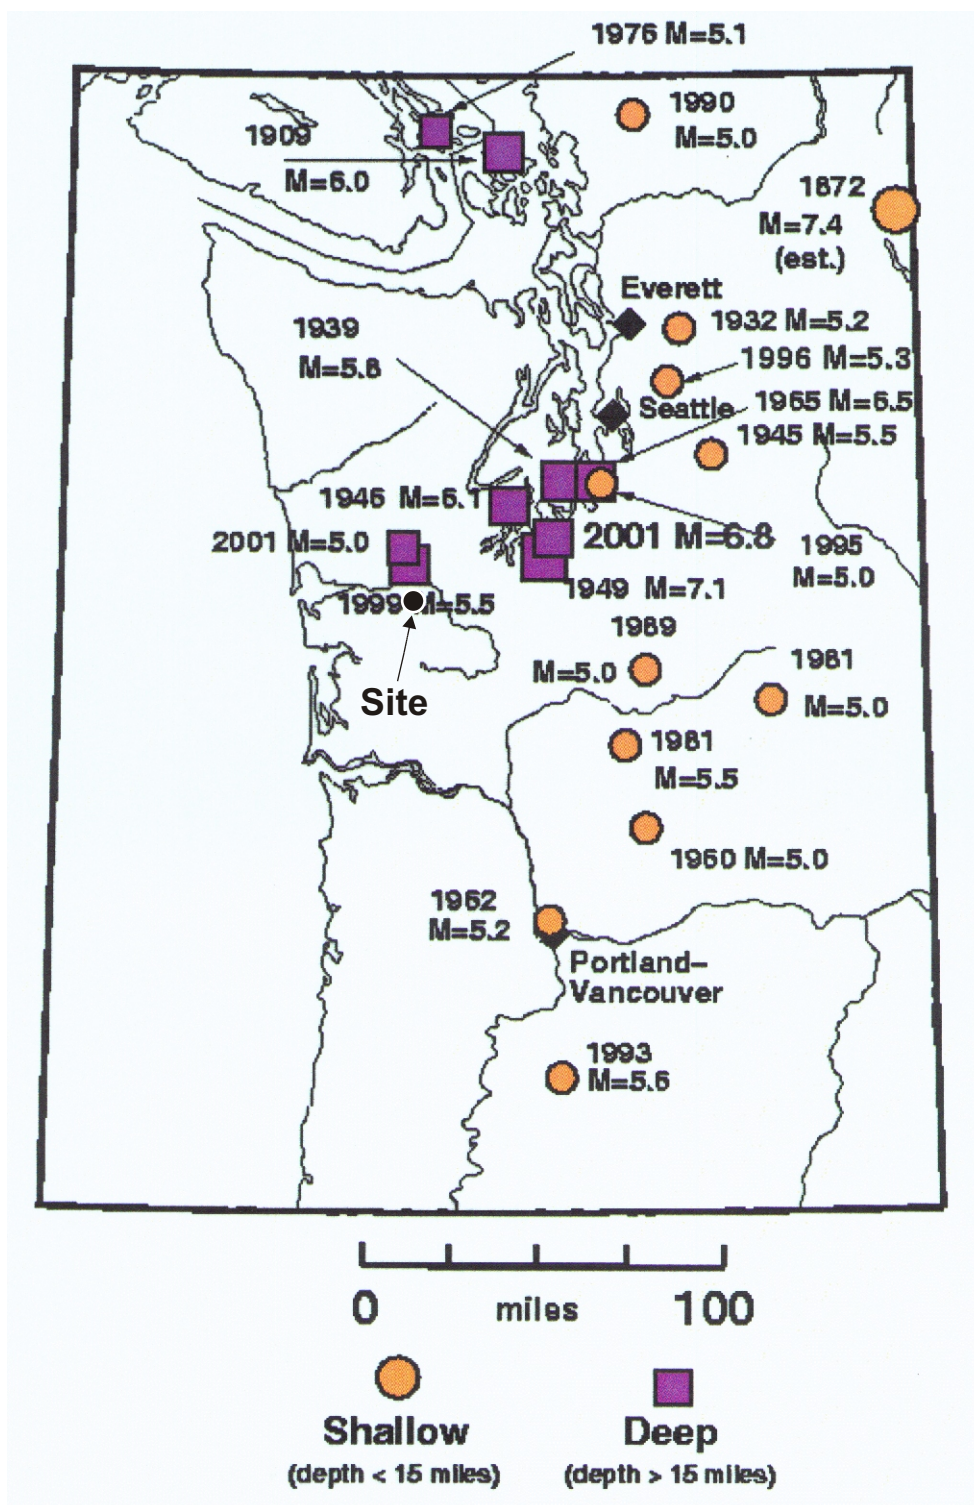 1976 M=5.1
1990
M=5.0
1909
M=6.0
1872
M=7.4
(est.)
Everett
1932 M=5.2
1939
M=5.8
1996 M=5.3
Seattle
1965 M=6.5
1945 M=5.5
1946 M=6.1
2001 M=5.0
2001 M=6.8
1995
M=5.0
1949 M=7.1
1999 M=5.5
1989
M=5.0
Site
1981
M=5.0
1981
M=5.5
1960 M=5.0
1962
M=5.2
Portland–
Vancouver
1993
M=5.6
0 miles 100
Shallow
(depth < 15 miles)
Deep
(depth > 15 miles)